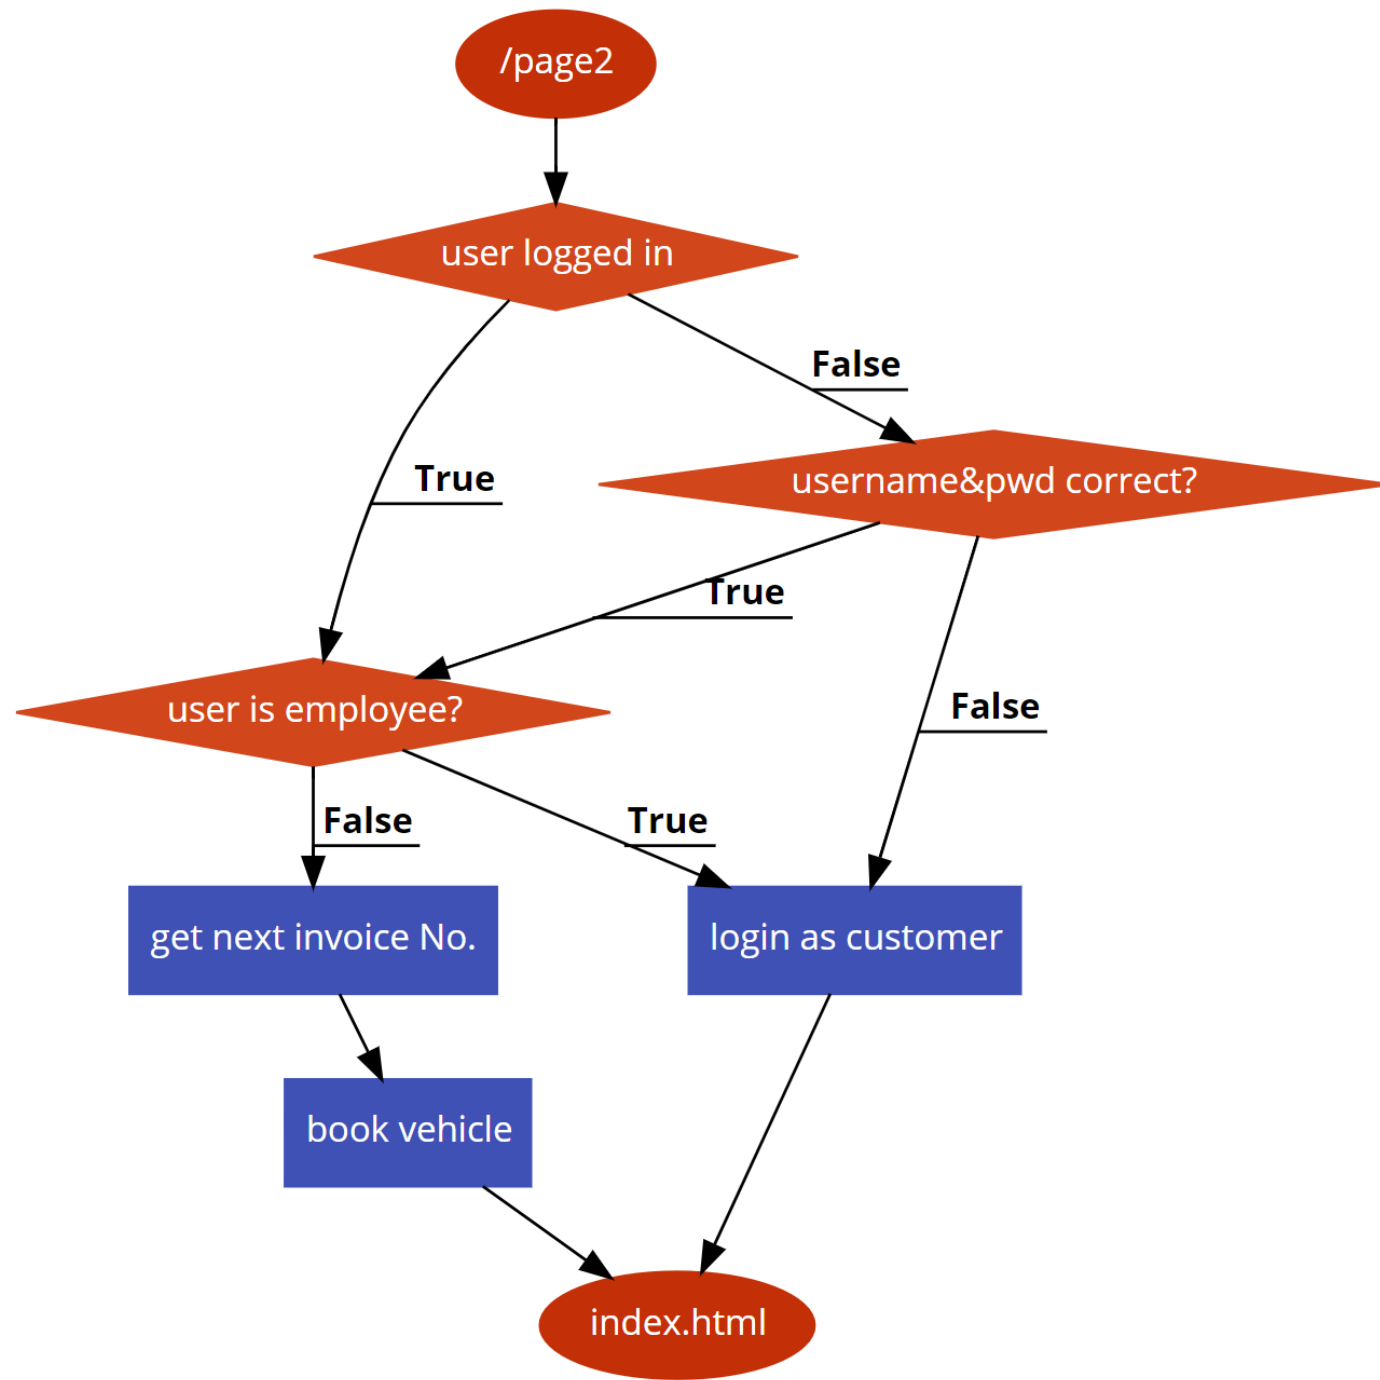 /page2
user logged in
False
True
username&pwd correct?
True
False
user is employee?
False
True
get next invoice No.
login as customer
book vehicle
index.html